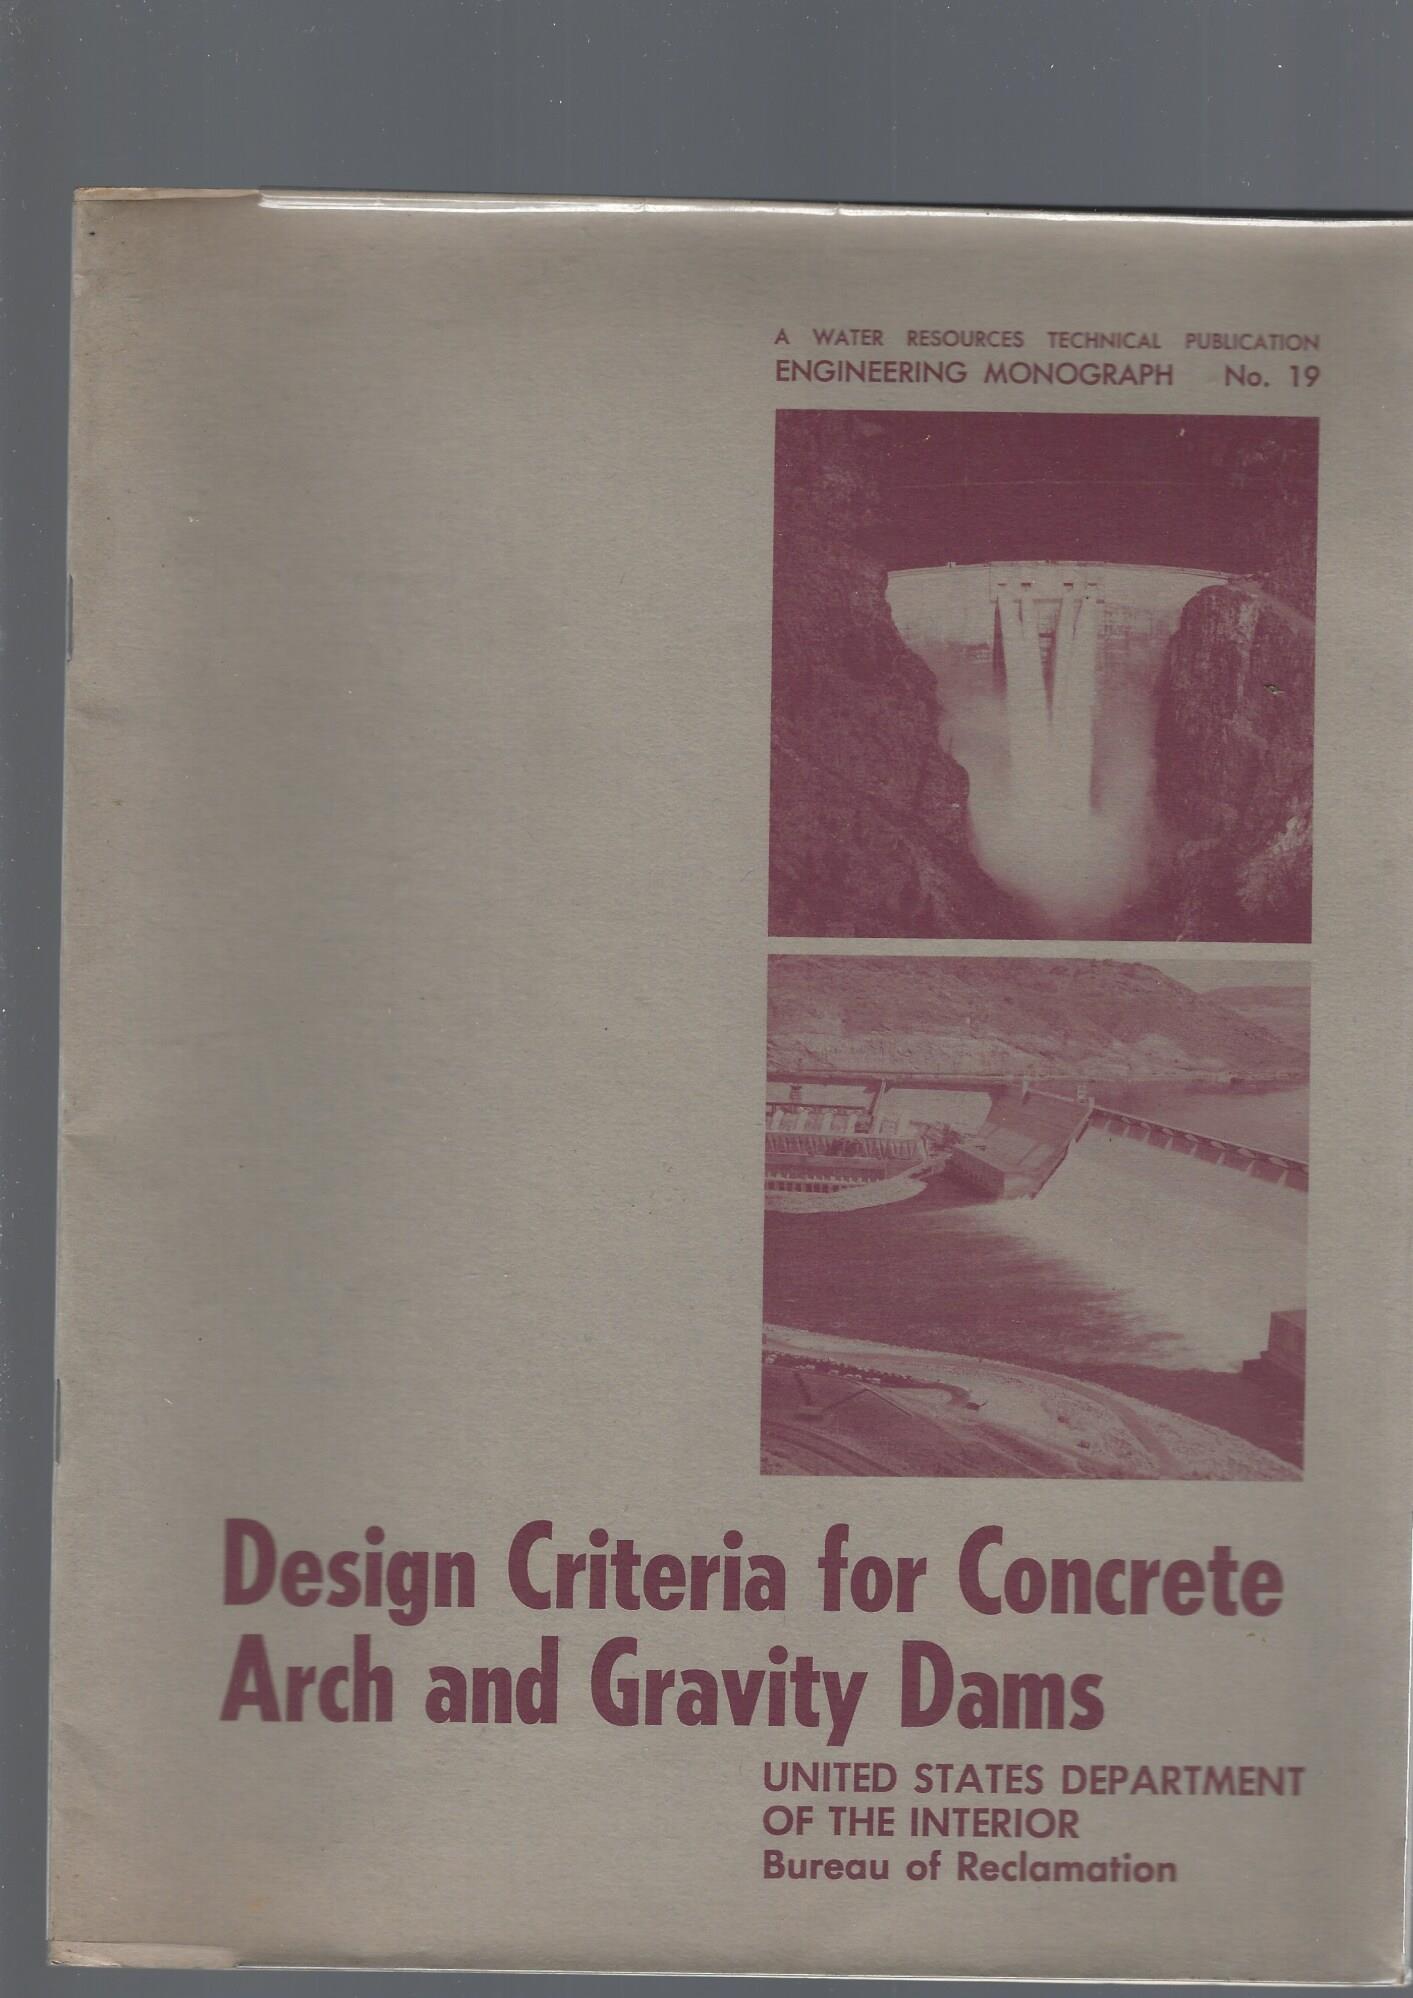 A WATER RESOURCES TECHNICAL PUBLICATION
ENGINEERING MONOGRAPH No. 19
Design Criteria for Concrete
Arch and Gravity Dams
UNITED STATES DEPARTMENT
OF THE INTERIOR
Bureau of Reclamation